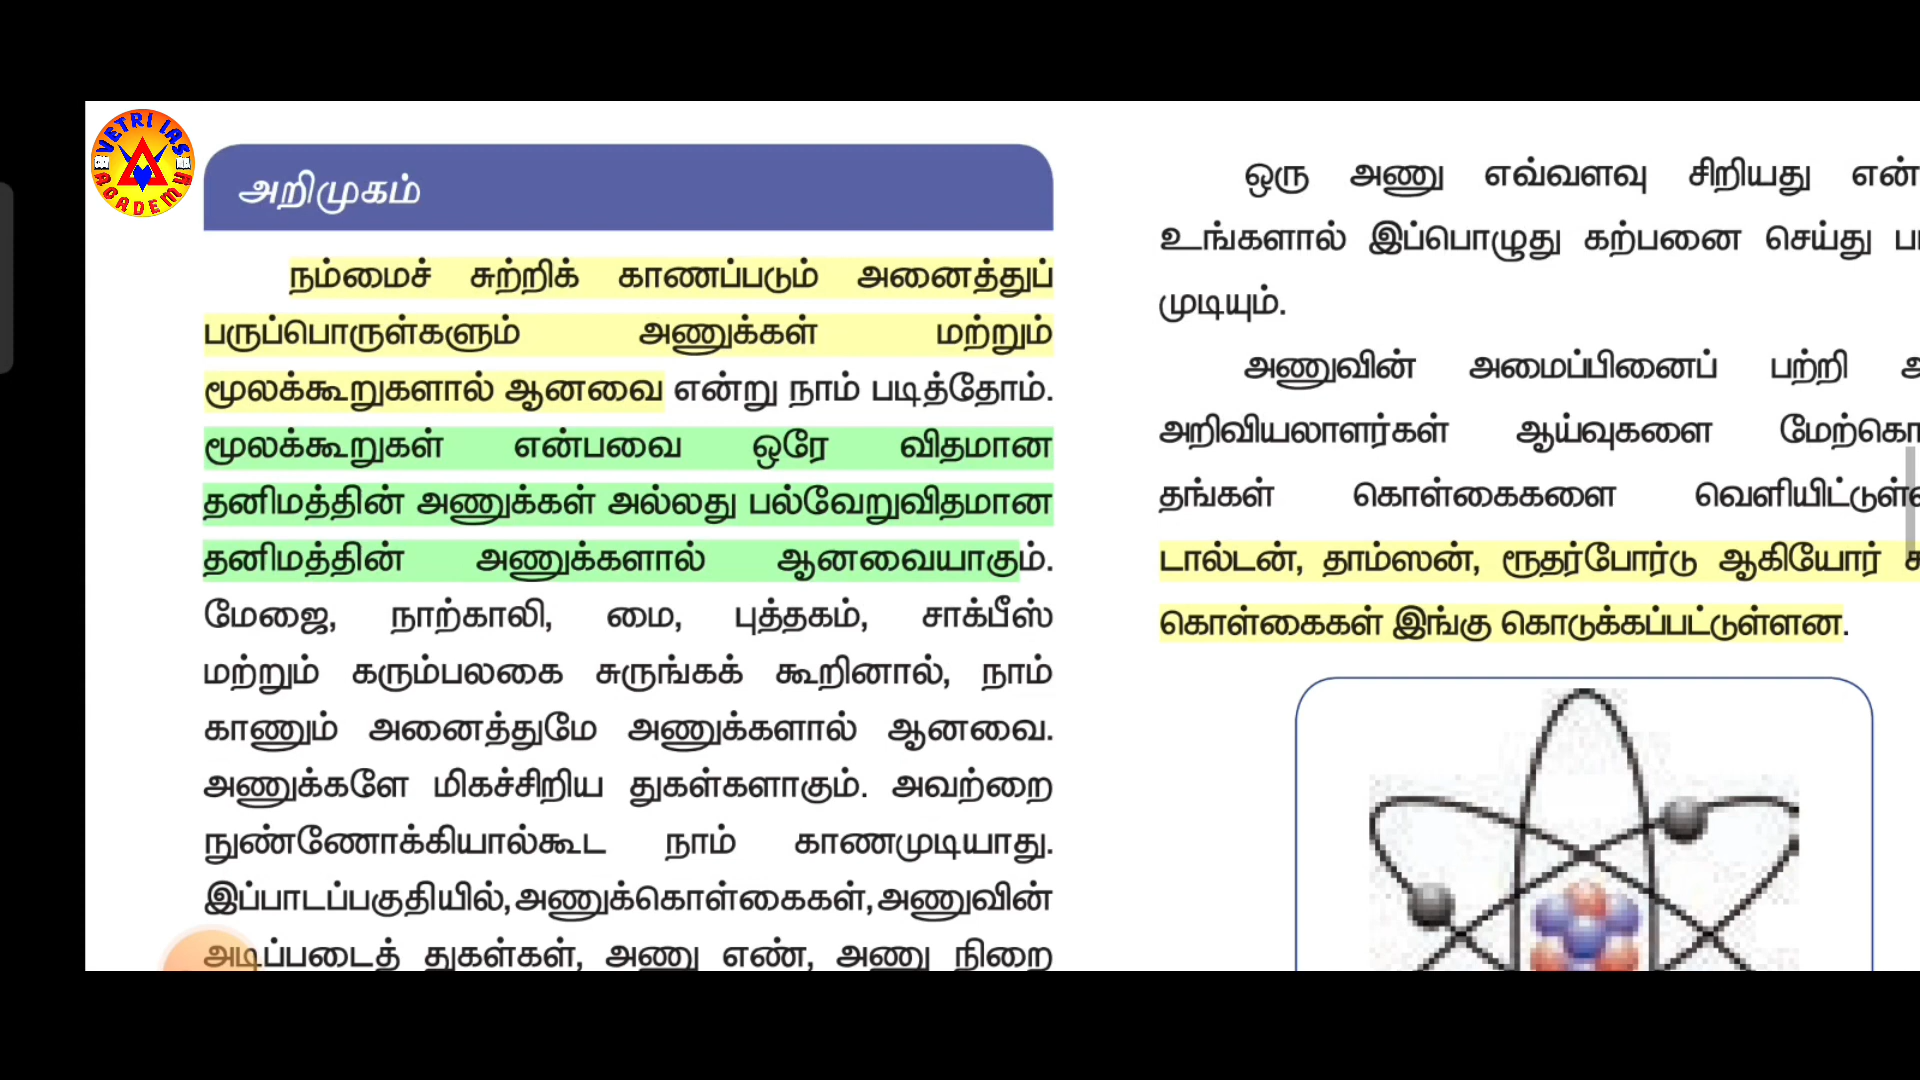 VETRI IAS
ACADEMY
அறிமுகம்
நம்மைச் சுற்றிக் காணப்படும் அனைத்துப்
பருப்பொருள்களும் அணுக்கள் மற்றும்
மூலக்கூறுகளால் ஆனவை என்று நாம் படித்தோம்.
மூலக்கூறுகள் என்பவை ஒரே விதமான
தனிமத்தின் அணுக்கள் அல்லது பல்வேறுவிதமான
தனிமத்தின் அணுக்களால் ஆனவையாகும்.
மேஜை, நாற்காலி, மை, புத்தகம், சாக்பீஸ்
மற்றும் கரும்பலகை சுருங்கக் கூறினால், நாம்
காணும் அனைத்துமே அணுக்களால் ஆனவை.
அணுக்களே மிகச்சிறிய துகள்களாகும். அவற்றை
நுண்ணோக்கியால்கூட நாம் காணமுடியாது.
இப்பாடப்பகுதியில், அணுக்கொள்கைகள், அணுவின்
அடிப்படைத் துகள்கள், அணு எண், அணு நிறை
ஒரு அணு எவ்வளவு சிறியது என்
உங்களால் இப்பொழுது கற்பனை செய்து
முடியும்.
அணுவின் அமைப்பினைப் பற்றி
அறிவியலாளர்கள் ஆய்வுகளை மேற்கொ
தங்கள் கொள்கைகளை வெளியிட்டுள்
டால்டன், தாம்ஸன், ரூதர்போர்டு ஆகியோர்
கொள்கைகள் இங்கு கொடுக்கப்பட்டுள்ளன.